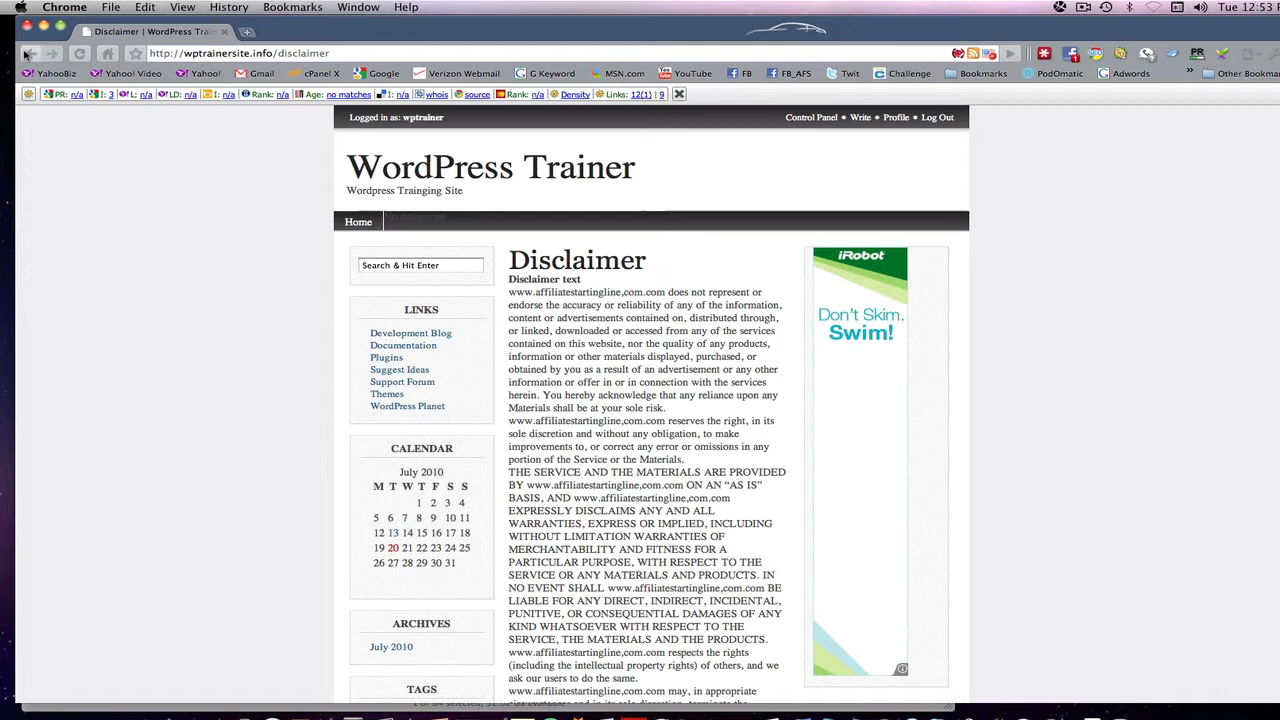 Chrome File Edit View History Bookmarks Window Help Tue 12:53 P
Disclaimer | WordPress Train
http://wptrainersite.info/disclaimer
YahooBiz Yahoo! Video Yahoo! Gmail cPanel X Google Verizon Webmail G Keyword MSN.com YouTube FB FB_AFS Twit Challenge Bookmarks PodOmatic Adwords » Other Bookmar
PR: n/a I: 3 L: n/a LD: n/a I: n/a Rank: n/a Age: no matches I: n/a whois source Rank: n/a Density Links: 12(1) | 9
Logged in as: wptrainer Control Panel • Write • Profile • Log Out
WordPress Trainer
Wordpress Trainging Site
Home No categories
Search & Hit Enter
LINKS
Development Blog
Documentation
Plugins
Suggest Ideas
Support Forum
Themes
WordPress Planet
CALENDAR
July 2010
M T W T F S S
1 2 3 4
5 6 7 8 9 10 11
12 13 14 15 16 17 18
19 20 21 22 23 24 25
26 27 28 29 30 31
ARCHIVES
July 2010
TAGS
Disclaimer
Disclaimer text
www.affiliatestartingline,com.com does not represent or
endorse the accuracy or reliability of any of the information,
content or advertisements contained on, distributed through,
or linked, downloaded or accessed from any of the services
contained on this website, nor the quality of any products,
information or other materials displayed, purchased, or
obtained by you as a result of an advertisement or any other
information or offer in or in connection with the services
herein. You hereby acknowledge that any reliance upon any
Materials shall be at your sole risk.
www.affiliatestartingline,com.com reserves the right, in its
sole discretion and without any obligation, to make
improvements to, or correct any error or omissions in any
portion of the Service or the Materials.
THE SERVICE AND THE MATERIALS ARE PROVIDED
BY www.affiliatestartingline,com.com ON AN “AS IS”
BASIS, AND www.affiliatestartingline,com.com
EXPRESSLY DISCLAIMS ANY AND ALL
WARRANTIES, EXPRESS OR IMPLIED, INCLUDING
WITHOUT LIMITATION WARRANTIES OF
MERCHANTABILITY AND FITNESS FOR A
PARTICULAR PURPOSE, WITH RESPECT TO THE
SERVICE OR ANY MATERIALS AND PRODUCTS. IN
NO EVENT SHALL www.affiliatestartingline,com.com BE
LIABLE FOR ANY DIRECT, INDIRECT, INCIDENTAL,
PUNITIVE, OR CONSEQUENTIAL DAMAGES OF ANY
KIND WHATSOEVER WITH RESPECT TO THE
SERVICE, THE MATERIALS AND THE PRODUCTS.
www.affiliatestartingline,com.com respects the rights
(including the intellectual property rights) of others, and we
ask our users to do the same.
www.affiliatestartingline,com.com may, in appropriate
iRobot
Don't Skim.
Swim!